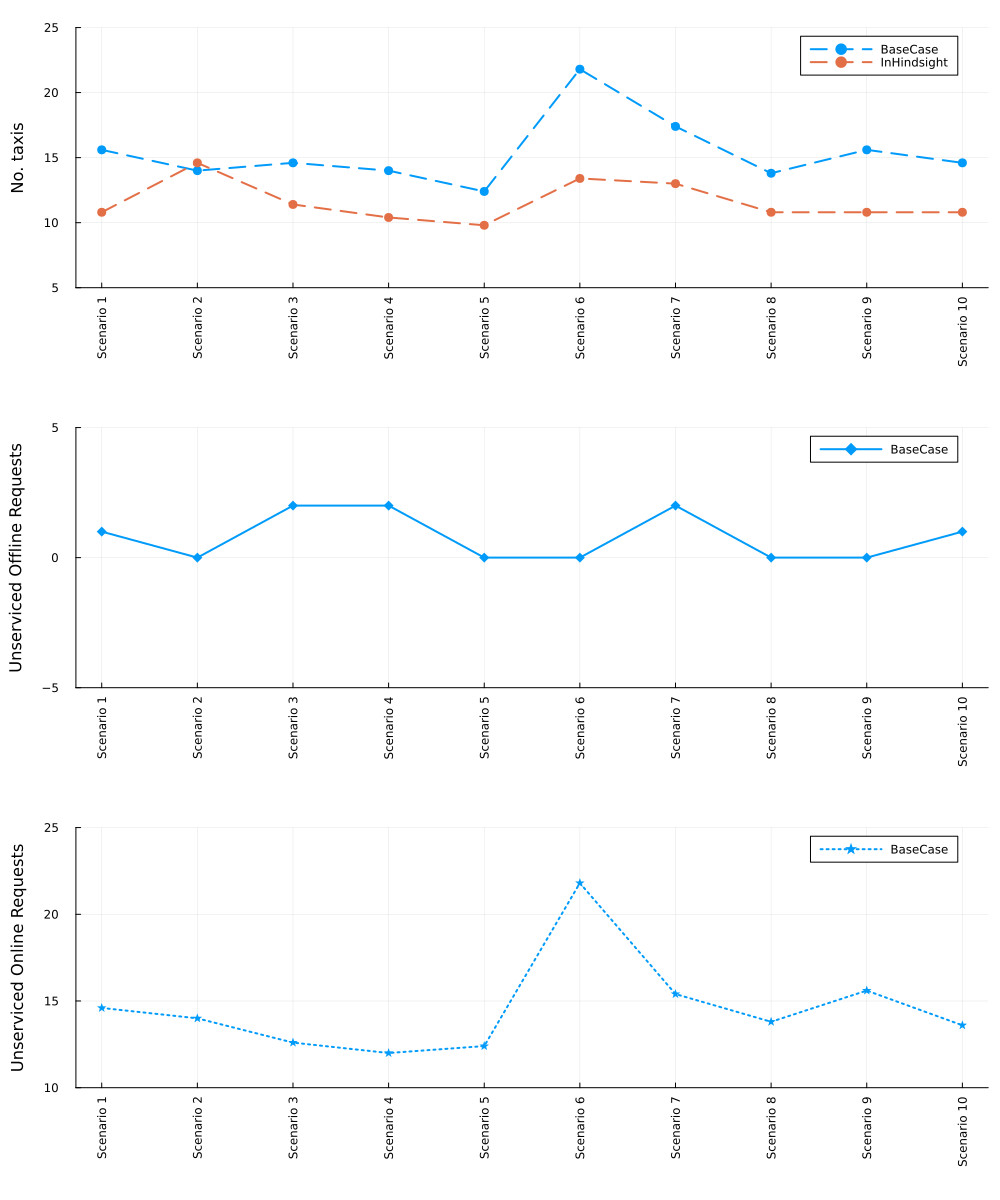 No. taxis
25
20
15
10
5
BaseCase
InHindsight
Scenario 1
Scenario 2
Scenario 3
Scenario 4
Scenario 5
Scenario 6
Scenario 7
Scenario 8
Scenario 9
Scenario 10
Unserviced Offline Requests
5
0
−5
BaseCase
Scenario 1
Scenario 2
Scenario 3
Scenario 4
Scenario 5
Scenario 6
Scenario 7
Scenario 8
Scenario 9
Scenario 10
Unserviced Online Requests
25
20
15
10
BaseCase
Scenario 1
Scenario 2
Scenario 3
Scenario 4
Scenario 5
Scenario 6
Scenario 7
Scenario 8
Scenario 9
Scenario 10